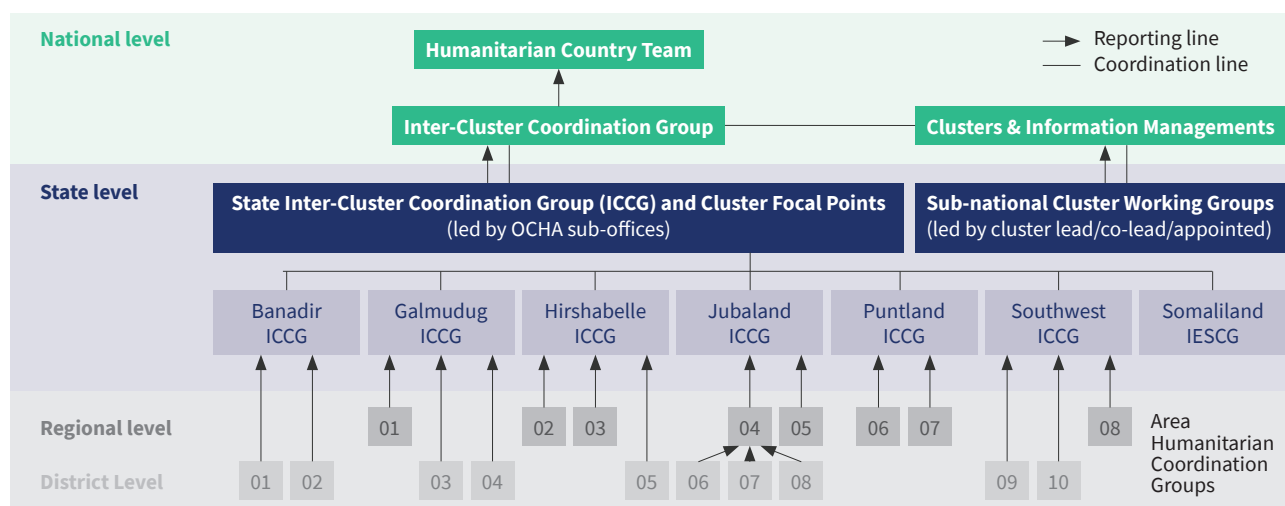 National level
Humanitarian Country Team
Reporting line
Coordination line
Inter-Cluster Coordination Group
Clusters & Information Managements
State level
State Inter-Cluster Coordination Group (ICCG) and Cluster Focal Points
(led by OCHA sub-offices)
Sub-national Cluster Working Groups
(led by cluster lead/co-lead/appointed)
Banadir
ICCG
Galmudug
ICCG
Hirshabelle
ICCG
Jubaland
ICCG
Puntland
ICCG
Southwest
ICCG
Somaliland
IESCG
Regional level
01
02
03
04
05
06
07
08
Area
Humanitarian
Coordination
Groups
District Level
01
02
03
04
05
06
07
08
09
10